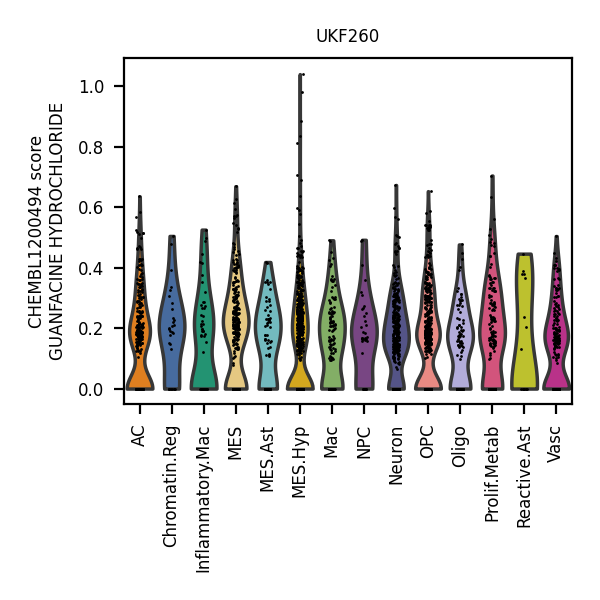 UKF260
CHEMBL1200494 score
GUANFACINE HYDROCHLORIDE
1.0
0.8
0.6
0.4
0.2
0.0
AC
Chromatin.Reg
Inflammatory.Mac
MES
MES.Ast
MES.Hyp
Mac
NPC
Neuron
OPC
Oligo
Prolif.Metab
Reactive.Ast
Vasc